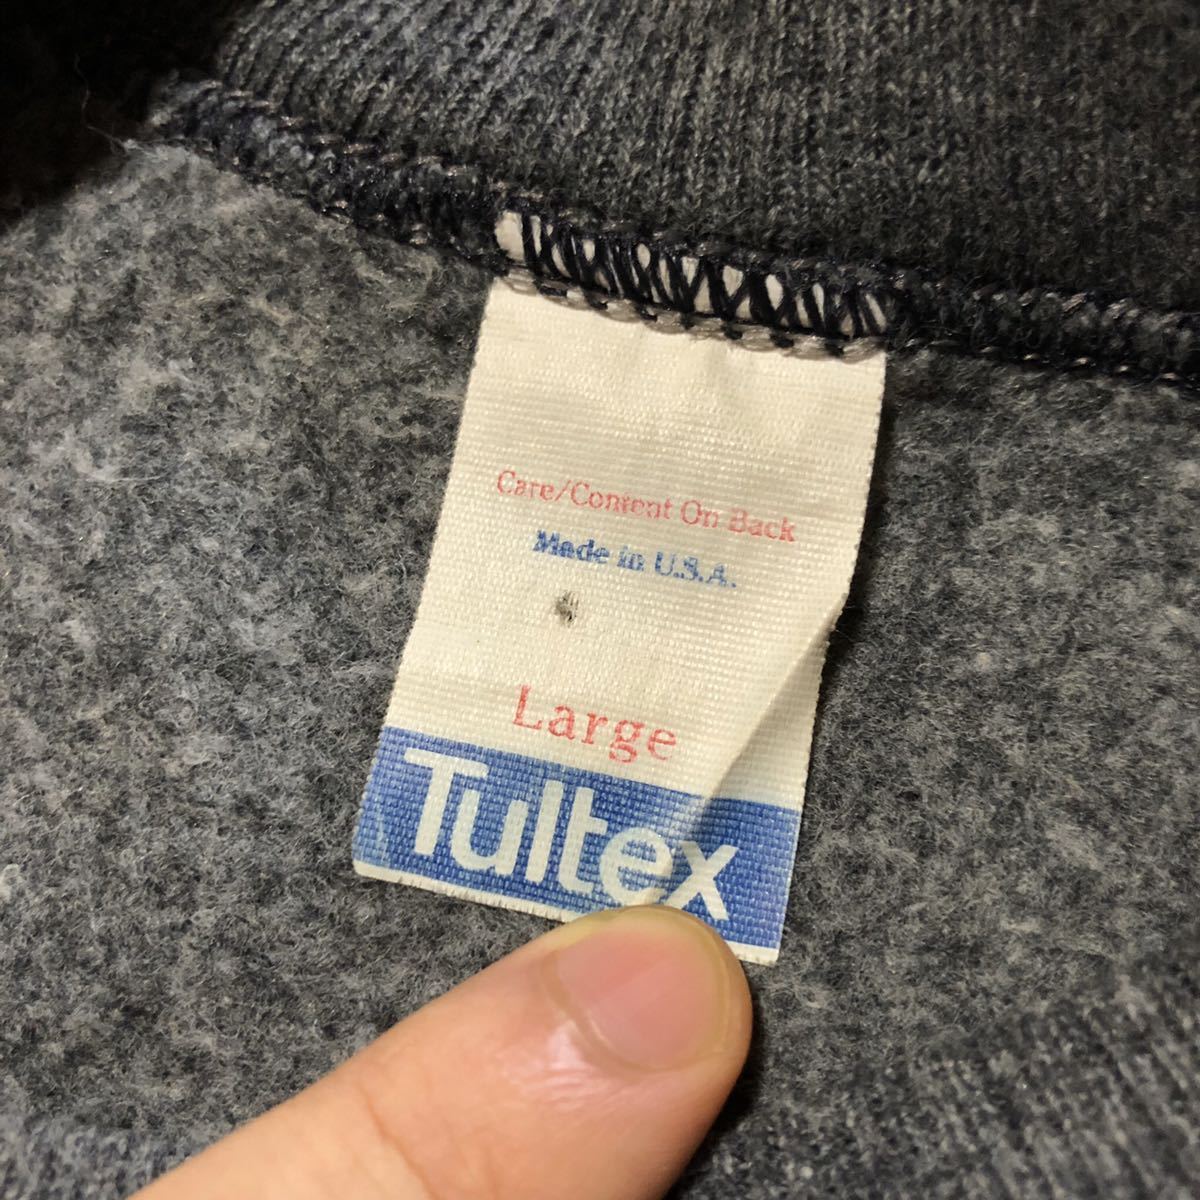 Care/Content On Back
Made in U.S.A.
Large
Tultex